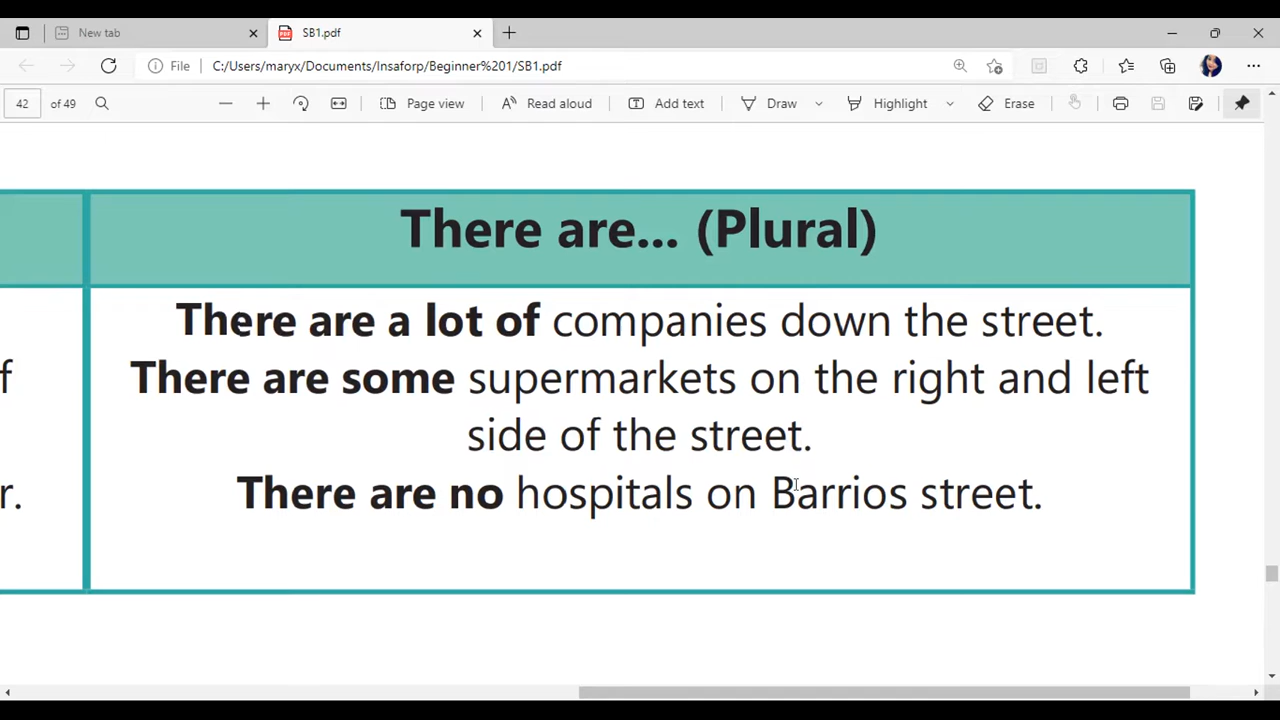 New tab
SB1.pdf
File C:/Users/maryx/Documents/Insaforp/Beginner%201/SB1.pdf
42 of 49 Page view Read aloud Add text Draw Highlight Erase
There are... (Plural)
There are a lot of companies down the street.
f There are some supermarkets on the right and left
side of the street.
r. There are no hospitals on Barrios street.